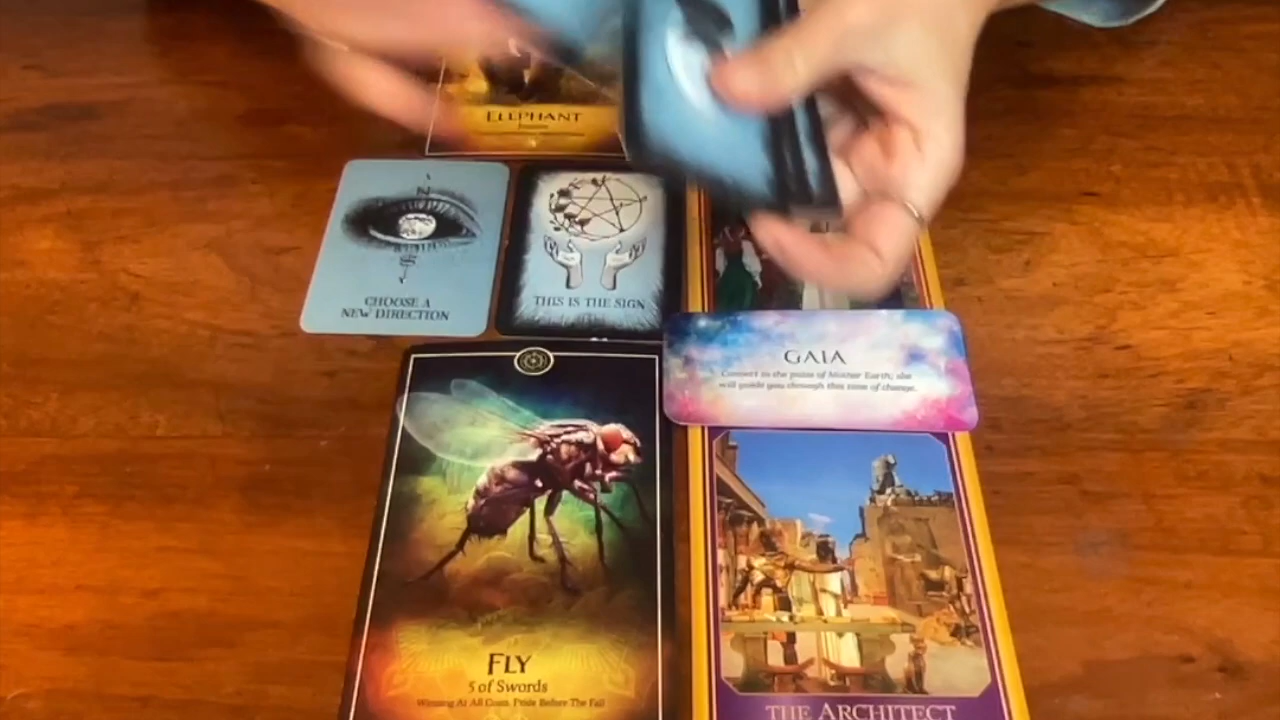 ELEPHANT
N
S
CHOOSE A
NEW DIRECTION
THIS IS THE SIGN
GAIA
Connect to the pulse of Mother Earth; she
will guide you through this time of change.
FLY
5 of Swords
Winning At All Costs. Pride Before The Fall
THE ARCHITECT